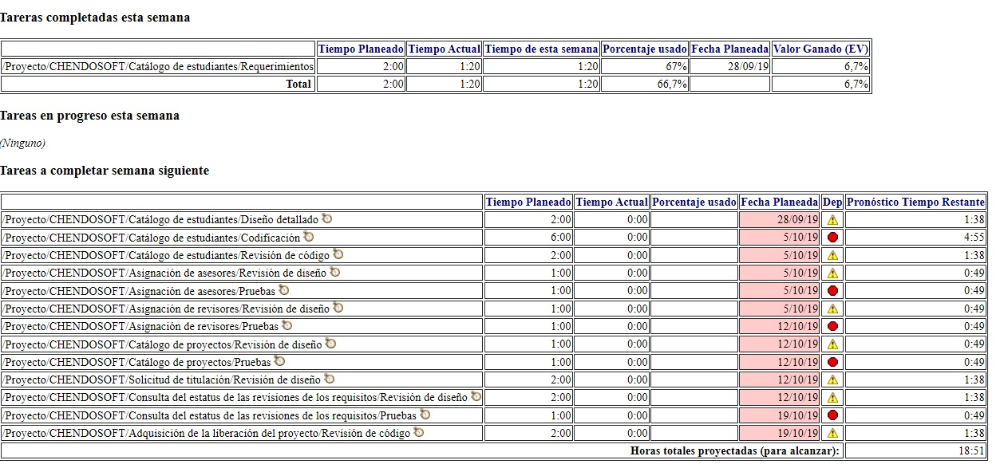 Tareras completadas esta semana
Tiempo Planeado Tiempo Actual Tiempo de esta semana Porcentaje usado Fecha Planeada Valor Ganado (EV)
/Proyecto/CHENDOSOFT/Catálogo de estudiantes/Requerimientos 2:00 1:20 1:20 67% 28/09/19 6,7%
Total 2:00 1:20 1:20 66,7% 6,7%
Tareas en progreso esta semana
(Ninguno)
Tareas a completar semana siguiente
Tiempo Planeado Tiempo Actual Porcentaje usado Fecha Planeada Dep Pronóstico Tiempo Restante
/Proyecto/CHENDOSOFT/Catálogo de estudiantes/Diseño detallado 2:00 0:00 28/09/19 1:38
/Proyecto/CHENDOSOFT/Catálogo de estudiantes/Codificación 6:00 0:00 5/10/19 4:55
/Proyecto/CHENDOSOFT/Catálogo de estudiantes/Revisión de código 2:00 0:00 5/10/19 1:38
/Proyecto/CHENDOSOFT/Asignación de asesores/Revisión de diseño 1:00 0:00 5/10/19 0:49
/Proyecto/CHENDOSOFT/Asignación de asesores/Pruebas 1:00 0:00 5/10/19 0:49
/Proyecto/CHENDOSOFT/Asignación de revisores/Revisión de diseño 1:00 0:00 5/10/19 0:49
/Proyecto/CHENDOSOFT/Asignación de revisores/Pruebas 1:00 0:00 12/10/19 0:49
/Proyecto/CHENDOSOFT/Catálogo de proyectos/Revisión de diseño 1:00 0:00 12/10/19 0:49
/Proyecto/CHENDOSOFT/Catálogo de proyectos/Pruebas 1:00 0:00 12/10/19 0:49
/Proyecto/CHENDOSOFT/Solicitud de titulación/Revisión de diseño 2:00 0:00 12/10/19 1:38
/Proyecto/CHENDOSOFT/Consulta del estatus de las revisiones de los requisitos/Revisión de diseño 2:00 0:00 12/10/19 1:38
/Proyecto/CHENDOSOFT/Consulta del estatus de las revisiones de los requisitos/Pruebas 1:00 0:00 19/10/19 0:49
/Proyecto/CHENDOSOFT/Adquisición de la liberación del proyecto/Revisión de código 2:00 0:00 19/10/19 1:38
Horas totales proyectadas (para alcanzar): 18:51